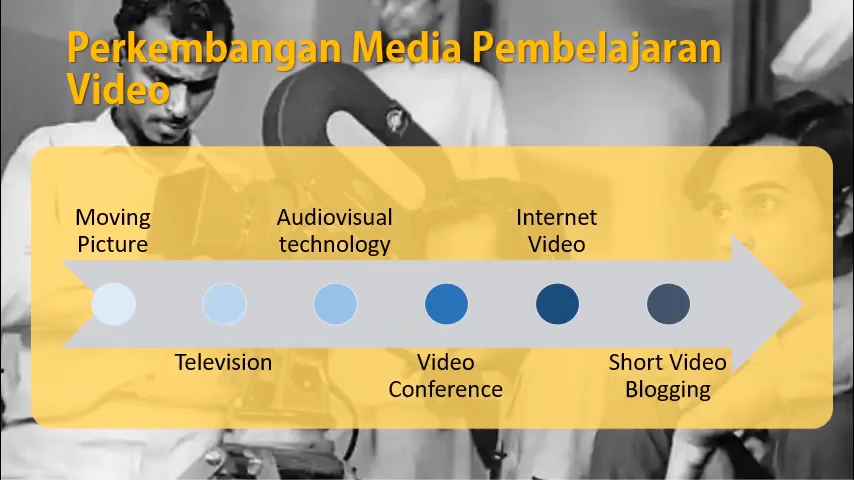 Perkembangan Media Pembelajaran
Video
Moving
Picture
Television
Audiovisual
technology
Video
Conference
Internet
Video
Short Video
Blogging